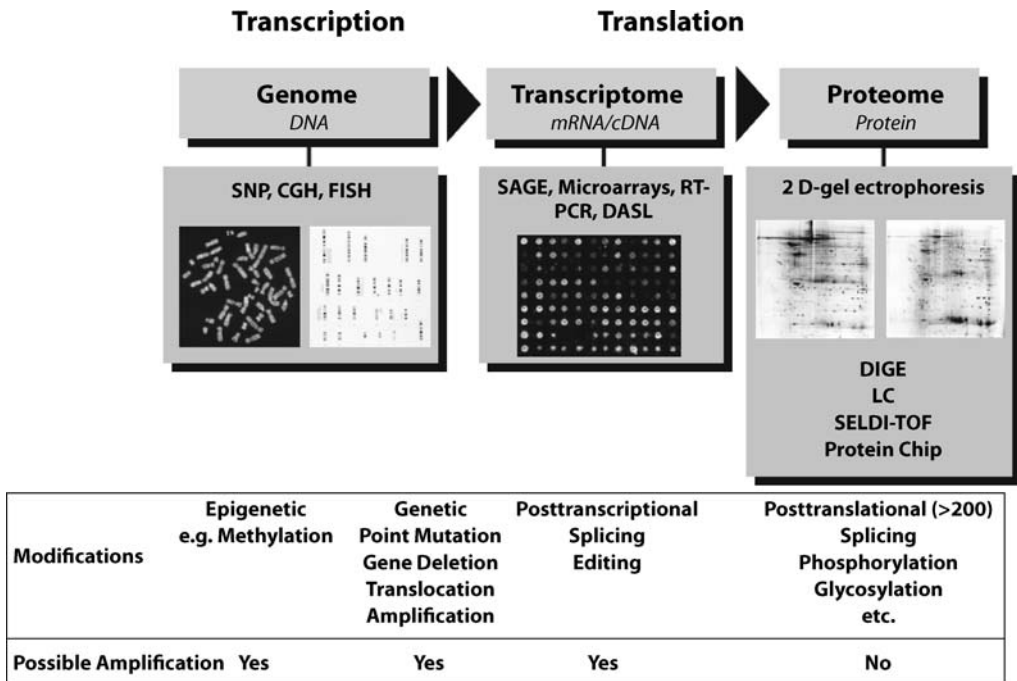 Transcription
Translation
Genome
DNA
Transcriptome
mRNA/cDNA
Proteome
Protein
SNP, CGH, FISH
SAGE, Microarrays, RT-
PCR, DASL
2 D-gel ectrophoresis
DIGE
LC
SELDI-TOF
Protein Chip
Modifications
Epigenetic
e.g. Methylation
Genetic
Point Mutation
Gene Deletion
Translocation
Amplification
Posttranscriptional
Splicing
Editing
Posttranslational (>200)
Splicing
Phosphorylation
Glycosylation
etc.
Possible Amplification Yes Yes Yes No